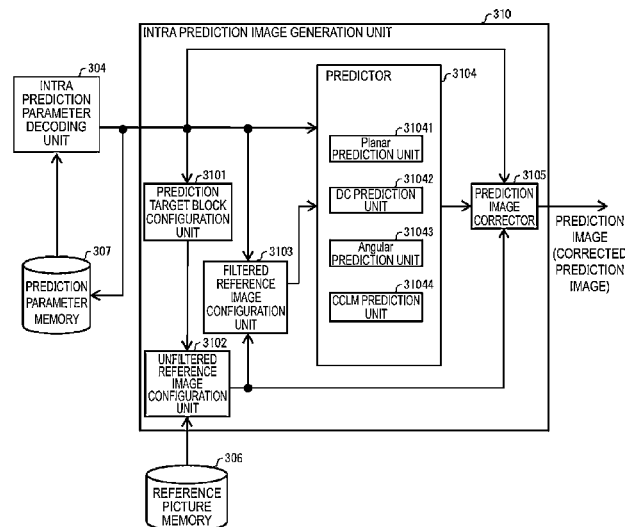 310
INTRA PREDICTION IMAGE GENERATION UNIT
304
INTRA
PREDICTION
PARAMETER
DECODING
UNIT
PREDICTOR
3104
31041
Planar
PREDICTION UNIT
3101
PREDICTION
TARGET BLOCK
CONFIGURATION
UNIT
31042
DC PREDICTION
UNIT
3105
PREDICTION
IMAGE
CORRECTOR
PREDICTION
IMAGE
(CORRECTED
PREDICTION
IMAGE)
307
PREDICTION
PARAMETER
MEMORY
3103
FILTERED
REFERENCE
IMAGE
CONFIGURATION
UNIT
31043
Angular
PREDICTION UNIT
31044
CCLM PREDICTION
UNIT
3102
UNFILTERED
REFERENCE
IMAGE
CONFIGURATION
UNIT
306
REFERENCE
PICTURE
MEMORY